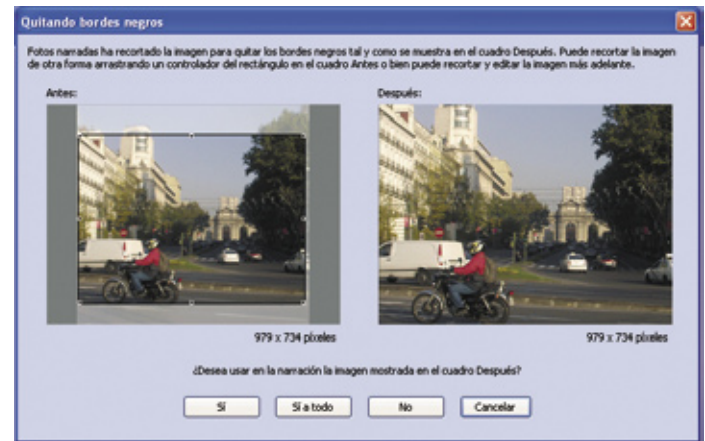 Quitando bordes negros
Fotos narradas ha recortado la imagen para quitar los bordes negros tal y como se muestra en el cuadro Después. Puede recortar la imagen
de otra forma arrastrando un controlador del rectángulo en el cuadro Antes o bien puede recortar y editar la imagen más adelante.
Antes:
Después:
979 x 734 píxeles
979 x 734 píxeles
¿Desea usar en la narración la imagen mostrada en el cuadro Después?
Sí
Sí a todo
No
Cancelar